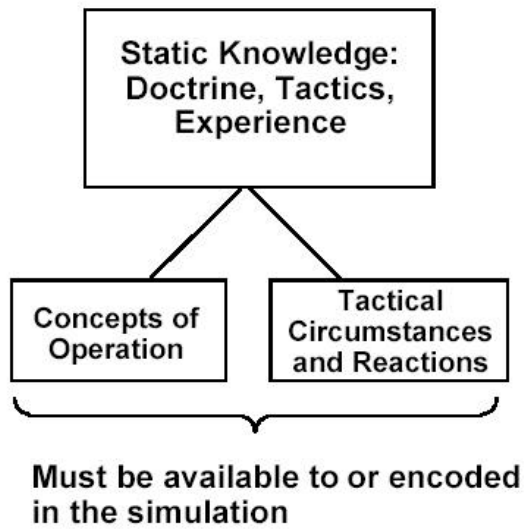 Static Knowledge:
Doctrine, Tactics,
Experience
Concepts of
Operation
Tactical
Circumstances
and Reactions
Must be available to or encoded
in the simulation